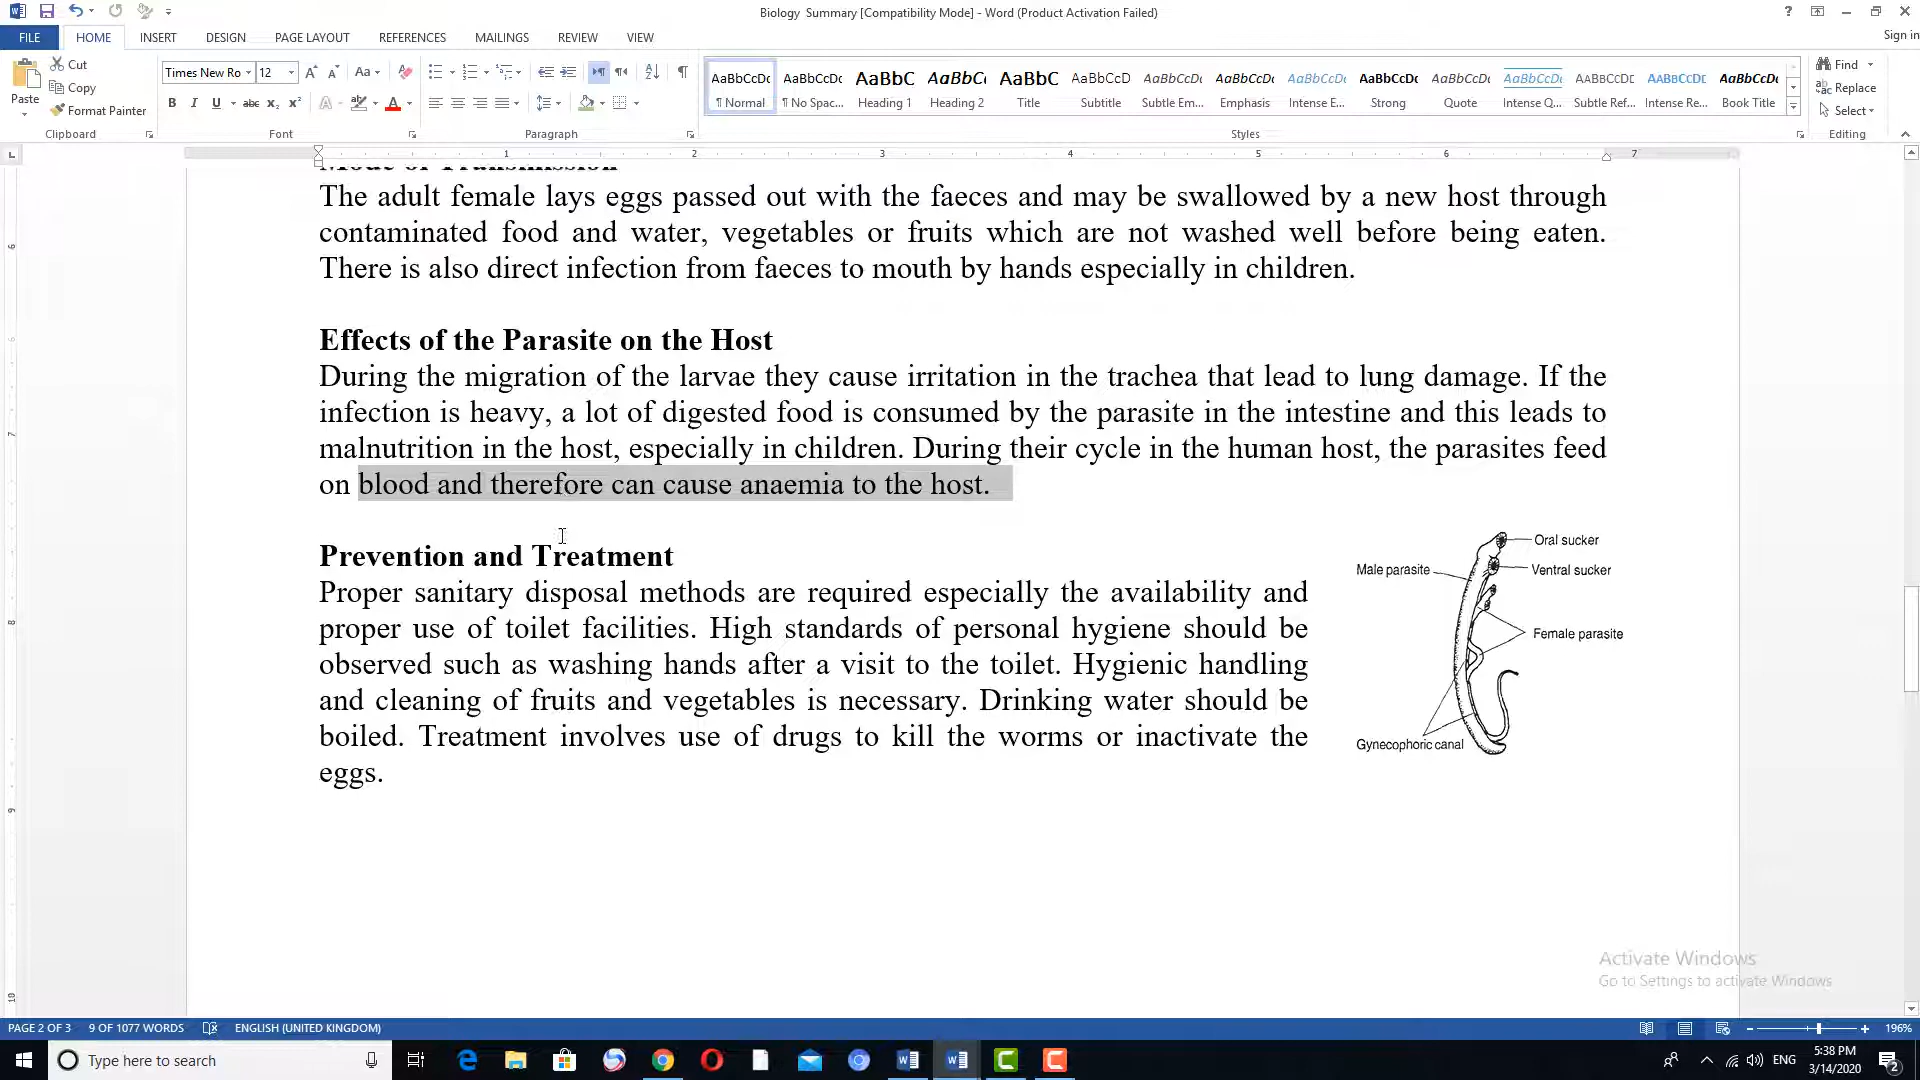 Biology  Summary [Compatibility Mode] - Word (Product Activation Failed)
Sign in
FILE HOME INSERT DESIGN PAGE LAYOUT REFERENCES MAILINGS REVIEW VIEW
Paste
Cut
Copy
Format Painter
Clipboard
Times New Ro 12
Font
Paragraph
AaBbCcDc AaBbCcDc AaBbC AaBbCc AaBbC AaBbCcD AaBbCcDc AaBbCcDc AaBbCcDc AaBbCcDc AaBbCcDc AaBbCcDc AABBCCDC AABBCCDC AaBbCcDc
¶ Normal ¶ No Spac... Heading 1 Heading 2 Title Subtitle Subtle Em... Emphasis Intense E... Strong Quote Intense Q... Subtle Ref... Intense Re... Book Title
Styles
Find
Replace
Select
Editing
1 2 3 4 5 6 7
Mode of Transmission
The adult female lays eggs passed out with the faeces and may be swallowed by a new host through
contaminated food and water, vegetables or fruits which are not washed well before being eaten.
There is also direct infection from faeces to mouth by hands especially in children.
Effects of the Parasite on the Host
During the migration of the larvae they cause irritation in the trachea that lead to lung damage. If the
infection is heavy, a lot of digested food is consumed by the parasite in the intestine and this leads to
malnutrition in the host, especially in children. During their cycle in the human host, the parasites feed
on blood and therefore can cause anaemia to the host.
Prevention and Treatment
Proper sanitary disposal methods are required especially the availability and
proper use of toilet facilities. High standards of personal hygiene should be
observed such as washing hands after a visit to the toilet. Hygienic handling
and cleaning of fruits and vegetables is necessary. Drinking water should be
boiled. Treatment involves use of drugs to kill the worms or inactivate the
eggs.
Oral sucker
Male parasite
Ventral sucker
Female parasite
Gynecophoric canal
Activate Windows
Go to Settings to activate Windows
PAGE 2 OF 3 9 OF 1077 WORDS ENGLISH (UNITED KINGDOM) 196%
Type here to search
ENG
5:38 PM
3/14/2020
2